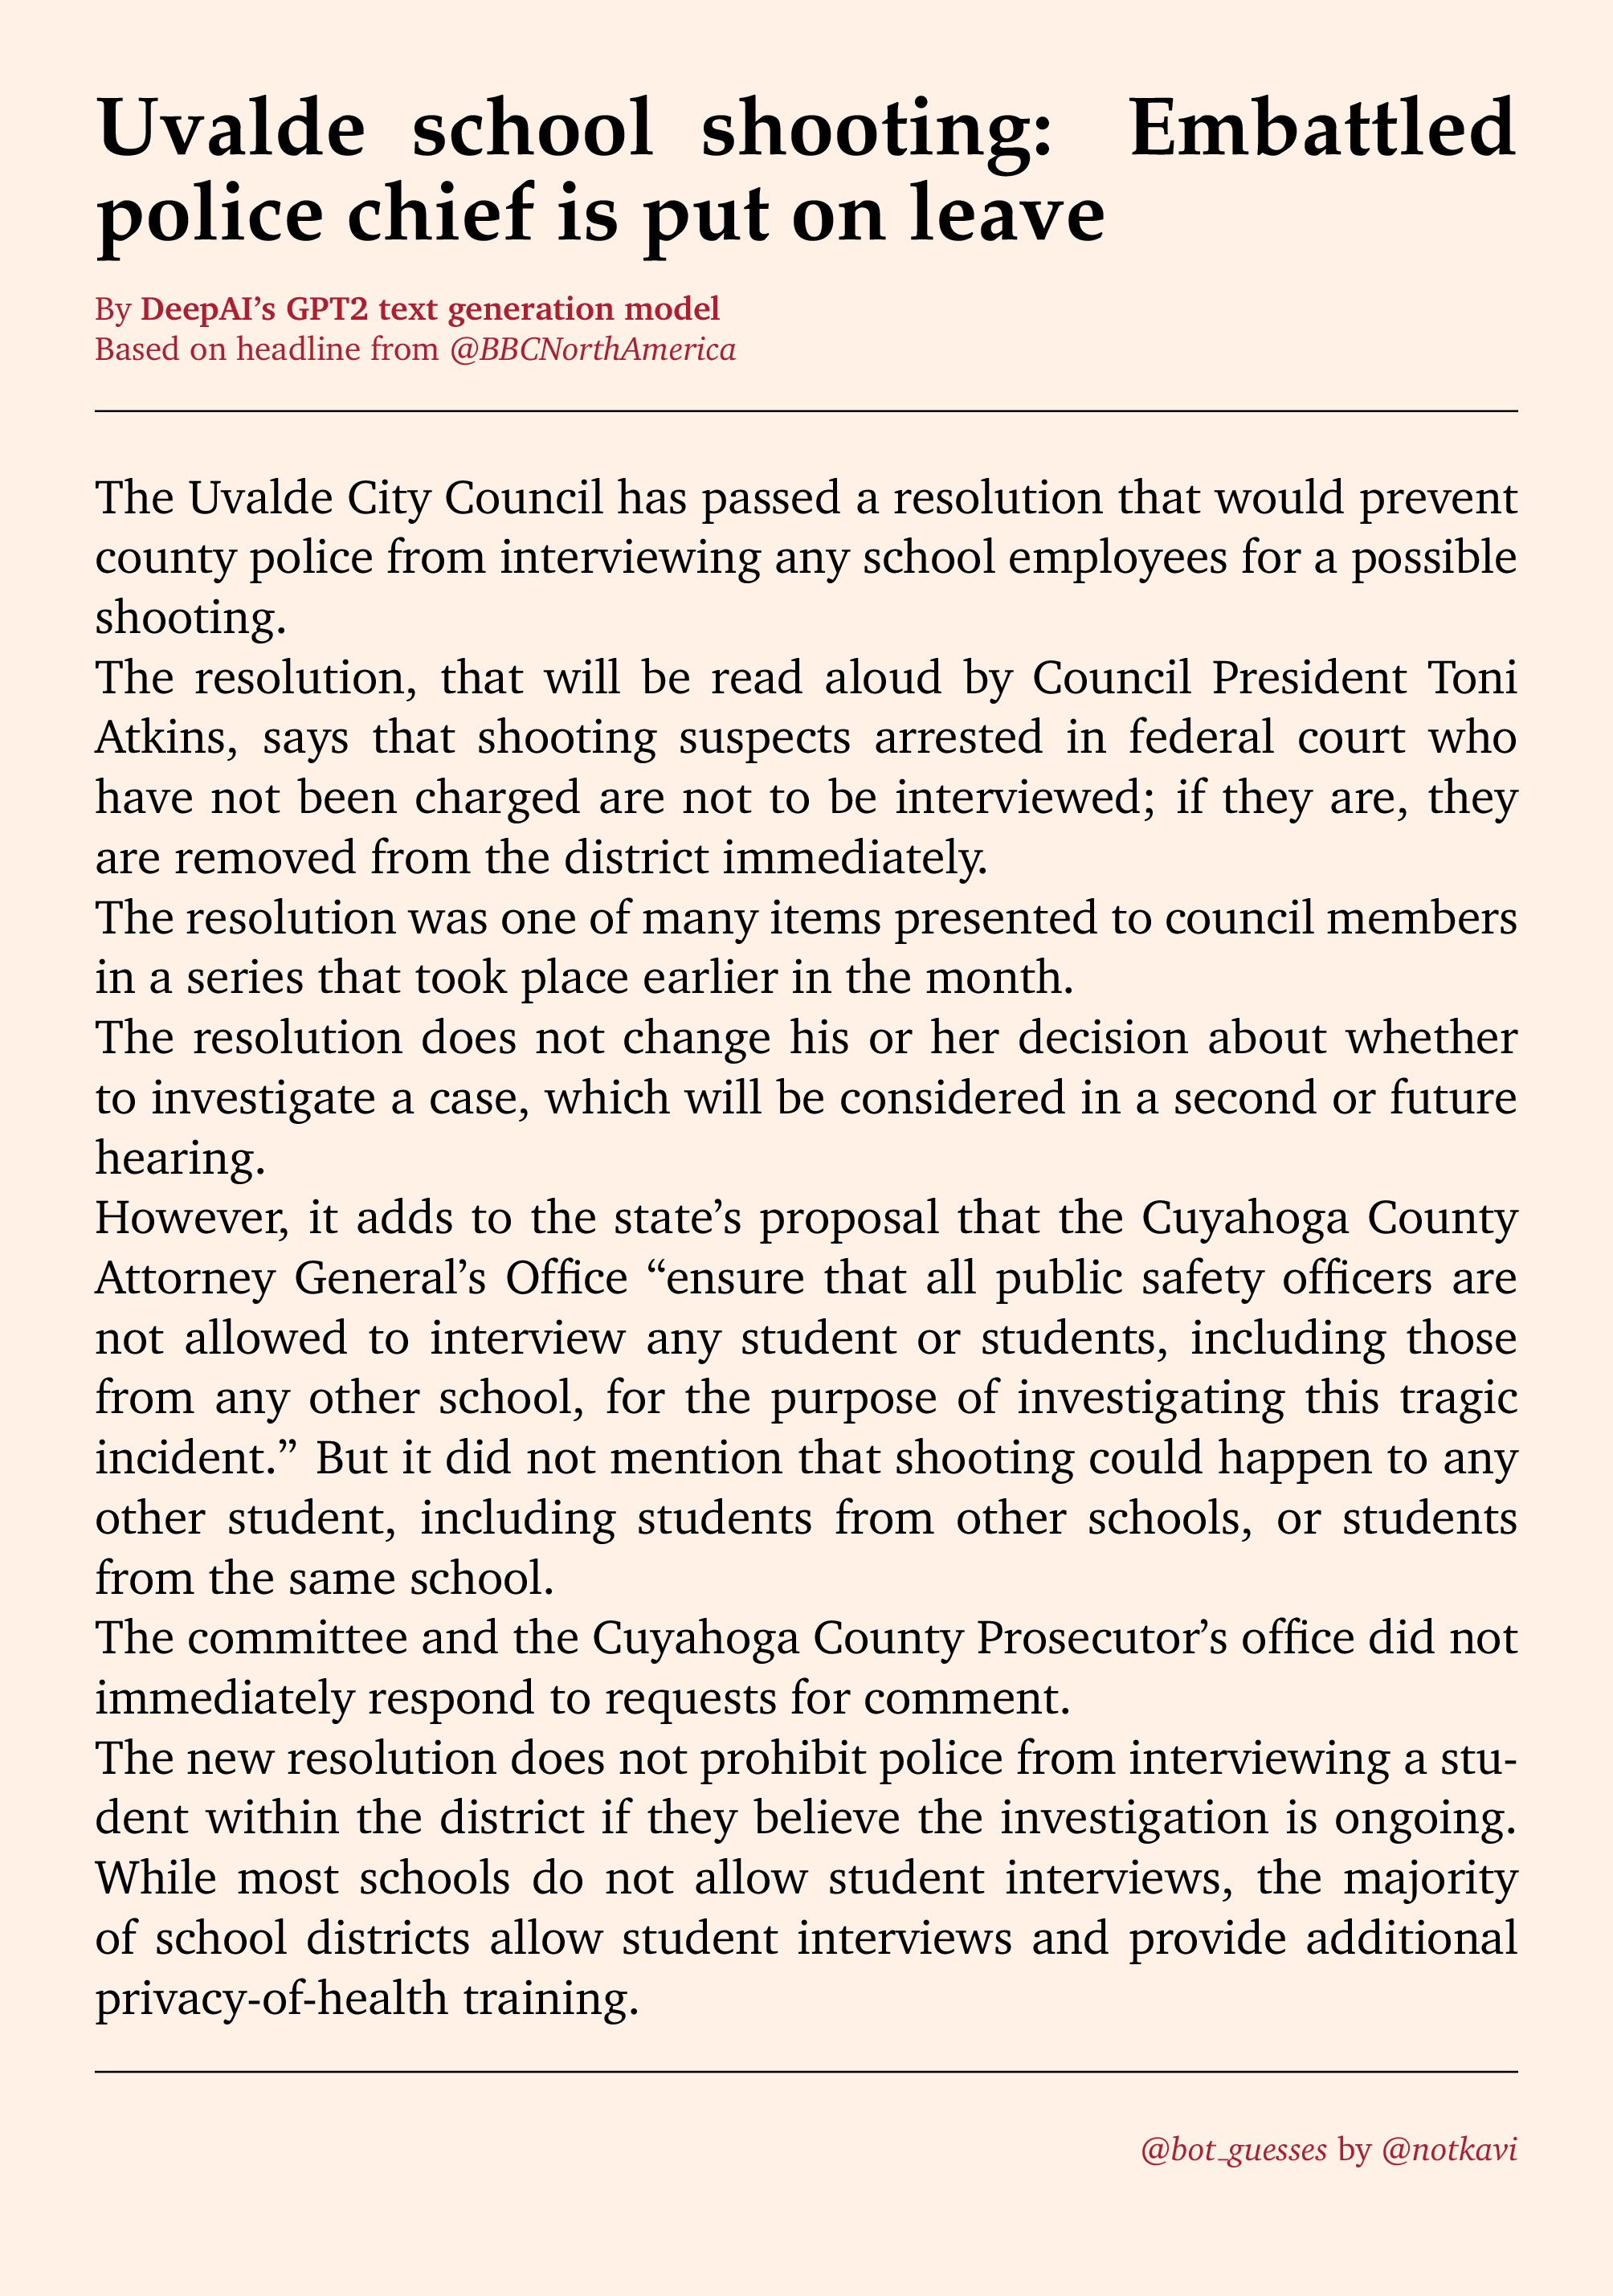 Uvalde school shooting: Embattled
police chief is put on leave
By DeepAI's GPT2 text generation model
Based on headline from @BBCNorthAmerica
The Uvalde City Council has passed a resolution that would prevent
county police from interviewing any school employees for a possible
shooting.
The resolution, that will be read aloud by Council President Toni
Atkins, says that shooting suspects arrested in federal court who
have not been charged are not to be interviewed; if they are, they
are removed from the district immediately.
The resolution was one of many items presented to council members
in a series that took place earlier in the month.
The resolution does not change his or her decision about whether
to investigate a case, which will be considered in a second or future
hearing.
However, it adds to the state's proposal that the Cuyahoga County
Attorney General's Office “ensure that all public safety officers are
not allowed to interview any student or students, including those
from any other school, for the purpose of investigating this tragic
incident.” But it did not mention that shooting could happen to any
other student, including students from other schools, or students
from the same school.
The committee and the Cuyahoga County Prosecutor's office did not
immediately respond to requests for comment.
The new resolution does not prohibit police from interviewing a stu-
dent within the district if they believe the investigation is ongoing.
While most schools do not allow student interviews, the majority
of school districts allow student interviews and provide additional
privacy-of-health training.
@bot_guesses by @notkavi